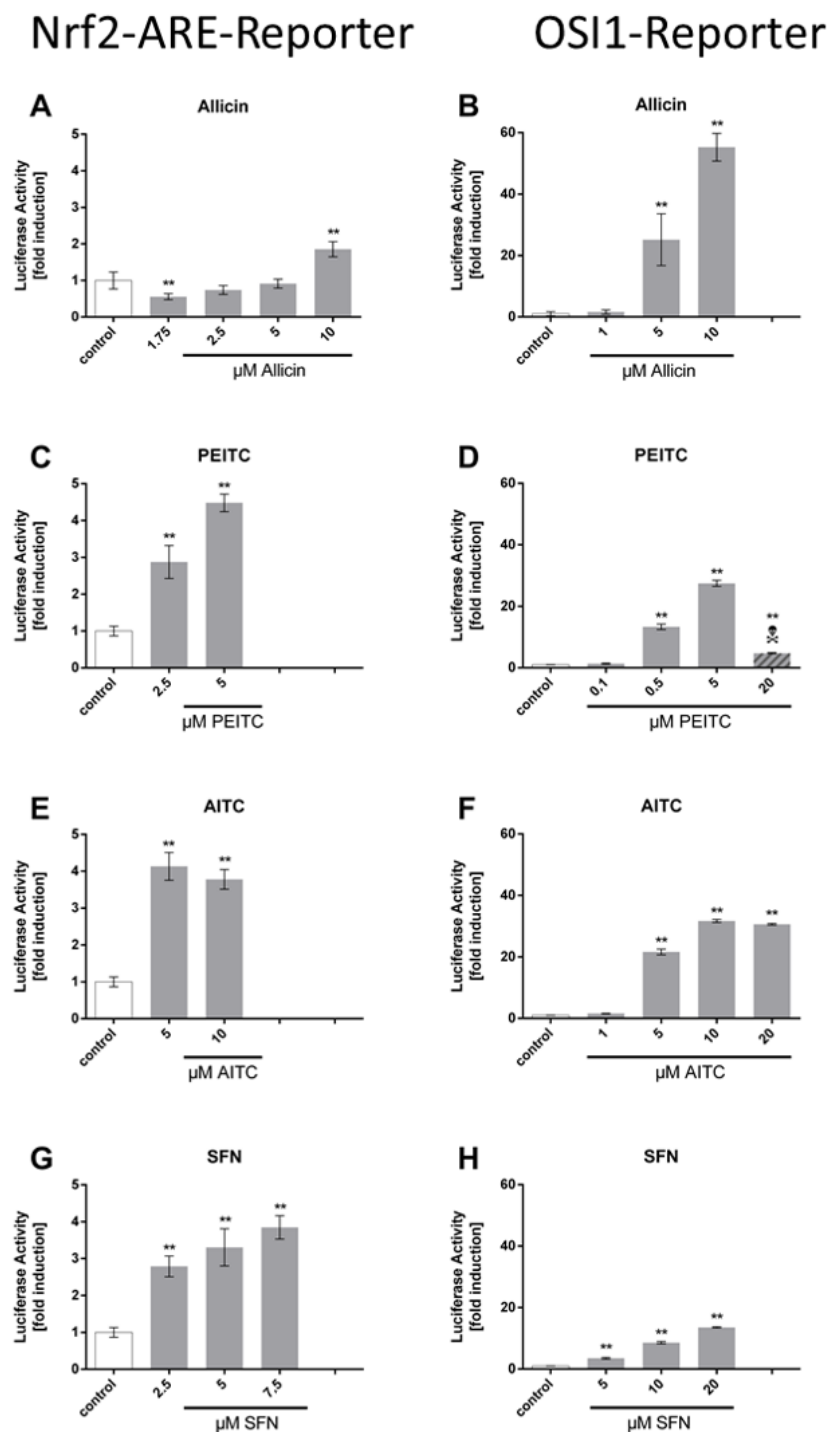 Nrf2-ARE-Reporter
OSI1-Reporter
A
Allicin
Luciferase Activity
[fold induction]
5
4
3
2
1
0
**
**
control
1.75
2.5
5
10
µM Allicin
B
Allicin
Luciferase Activity
[fold induction]
60
40
20
0
**
**
control
1
5
10
µM Allicin
C
PEITC
Luciferase Activity
[fold induction]
5
4
3
2
1
0
**
**
control
2.5
5
µM PEITC
D
PEITC
Luciferase Activity
[fold induction]
60
40
20
0
**
**
**
control
0.1
0.5
5
20
µM PEITC
E
AITC
Luciferase Activity
[fold induction]
5
4
3
2
1
0
**
**
control
5
10
µM AITC
F
AITC
Luciferase Activity
[fold induction]
60
40
20
0
**
**
**
control
1
5
10
20
µM AITC
G
SFN
Luciferase Activity
[fold induction]
5
4
3
2
1
0
**
**
**
control
2.5
5
7.5
µM SFN
H
SFN
Luciferase Activity
[fold induction]
60
40
20
0
**
**
**
control
5
10
20
µM SFN